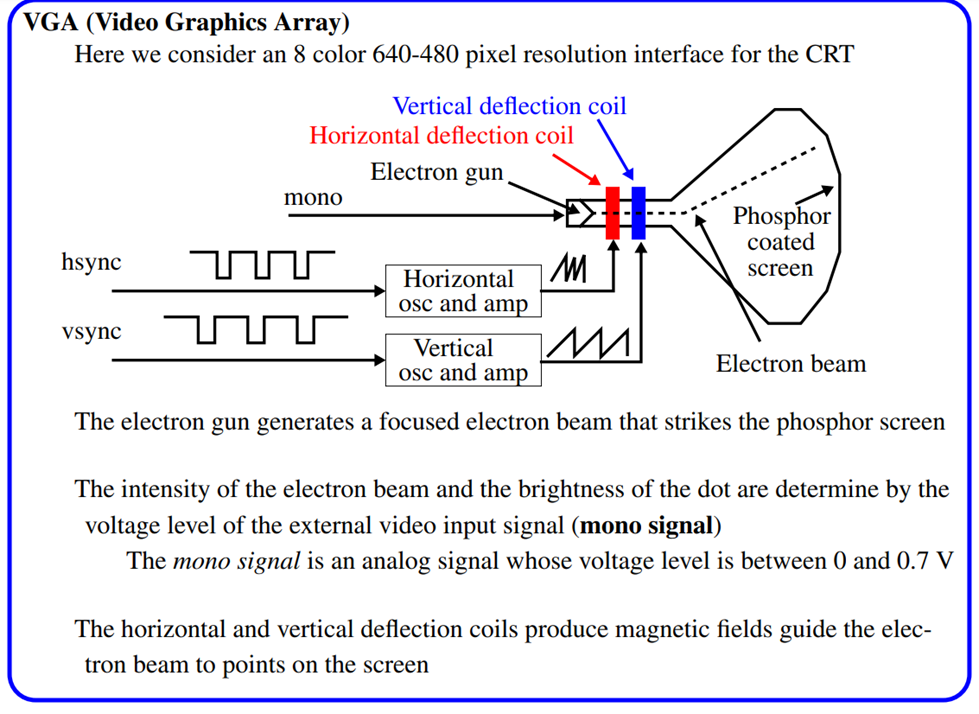 VGA (Video Graphics Array)
Here we consider an 8 color 640-480 pixel resolution interface for the CRT
Vertical deflection coil
Horizontal deflection coil
Electron gun
mono
Phosphor
coated
screen
hsync
Horizontal
osc and amp
vsync
Vertical
osc and amp
Electron beam
The electron gun generates a focused electron beam that strikes the phosphor screen
The intensity of the electron beam and the brightness of the dot are determine by the
voltage level of the external video input signal (mono signal)
The mono signal is an analog signal whose voltage level is between 0 and 0.7 V
The horizontal and vertical deflection coils produce magnetic fields guide the elec-
tron beam to points on the screen